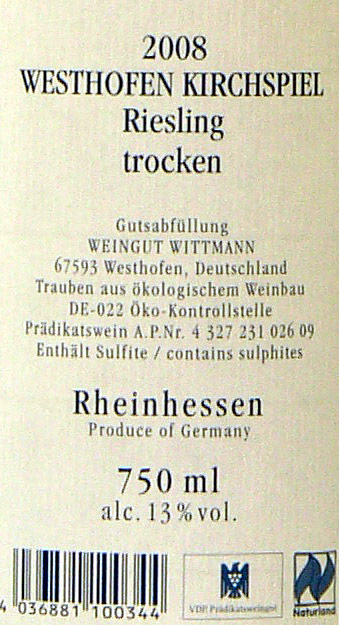 2008
WESTHOFEN KIRCHSPIEL
Riesling
trocken
Gutsabfüllung
WEINGUT WITTMANN
67593 Westhofen, Deutschland
Trauben aus ökologischem Weinbau
DE-022 Öko-Kontrollstelle
Prädikatswein A.P.Nr. 4 327 231 026 09
Enthält Sulfite / contains sulphites
Rheinhessen
Produce of Germany
750 ml
alc. 13 % vol.
4 036881 100344
VDP. Prädikatsweingut
Naturland